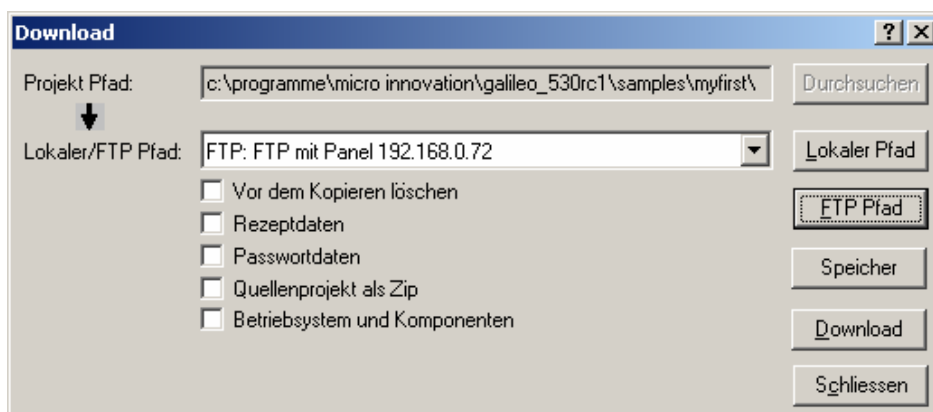 Download
Projekt Pfad: c:\programme\micro innovation\galileo_530rc1\samples\myfirst\ Durchsuchen
Lokaler/FTP Pfad: FTP: FTP mit Panel 192.168.0.72 Lokaler Pfad
Vor dem Kopieren löschen
Rezeptdaten FTP Pfad
Passwortdaten
Quellenprojekt als Zip Speicher
Betriebsystem und Komponenten Download
Schliessen